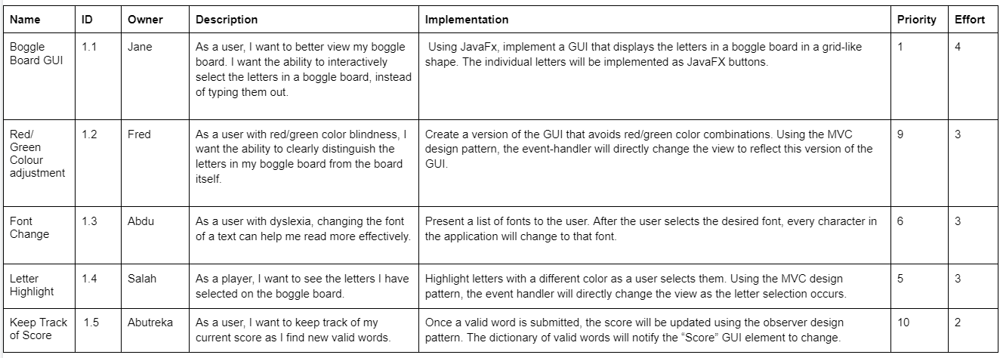 Name ID Owner Description Implementation Priority Effort
Boggle Board GUI
1.1
Jane
As a user, I want to better view my boggle
board. I want the ability to interactively
select the letters in a boggle board, instead
of typing them out.
Using JavaFx, implement a GUI that displays the letters in a boggle board in a grid-like
shape. The individual letters will be implemented as JavaFX buttons.
1
4
Red/
Green
Colour
adjustment
1.2
Fred
As a user with red/green color blindness, I
want the ability to clearly distinguish the
letters in my boggle board from the board
itself.
Create a version of the GUI that avoids red/green color combinations. Using the MVC
design pattern, the event-handler will directly change the view to reflect this version of the
GUI.
9
3
Font
Change
1.3
Abdu
As a user with dyslexia, changing the font
of a text can help me read more effectively.
Present a list of fonts to the user. After the user selects the desired font, every character in
the application will change to that font.
6
3
Letter
Highlight
1.4
Salah
As a player, I want to see the letters I have
selected on the boggle board.
Highlight letters with a different color as a user selects them. Using the MVC design
pattern, the event handler will directly change the view as the letter selection occurs.
5
3
Keep Track
of Score
1.5
Abutreka
As a user, I want to keep track of my
current score as I find new valid words.
Once a valid word is submitted, the score will be updated using the observer design
pattern. The dictionary of valid words will notify the “Score” GUI element to change.
10
2